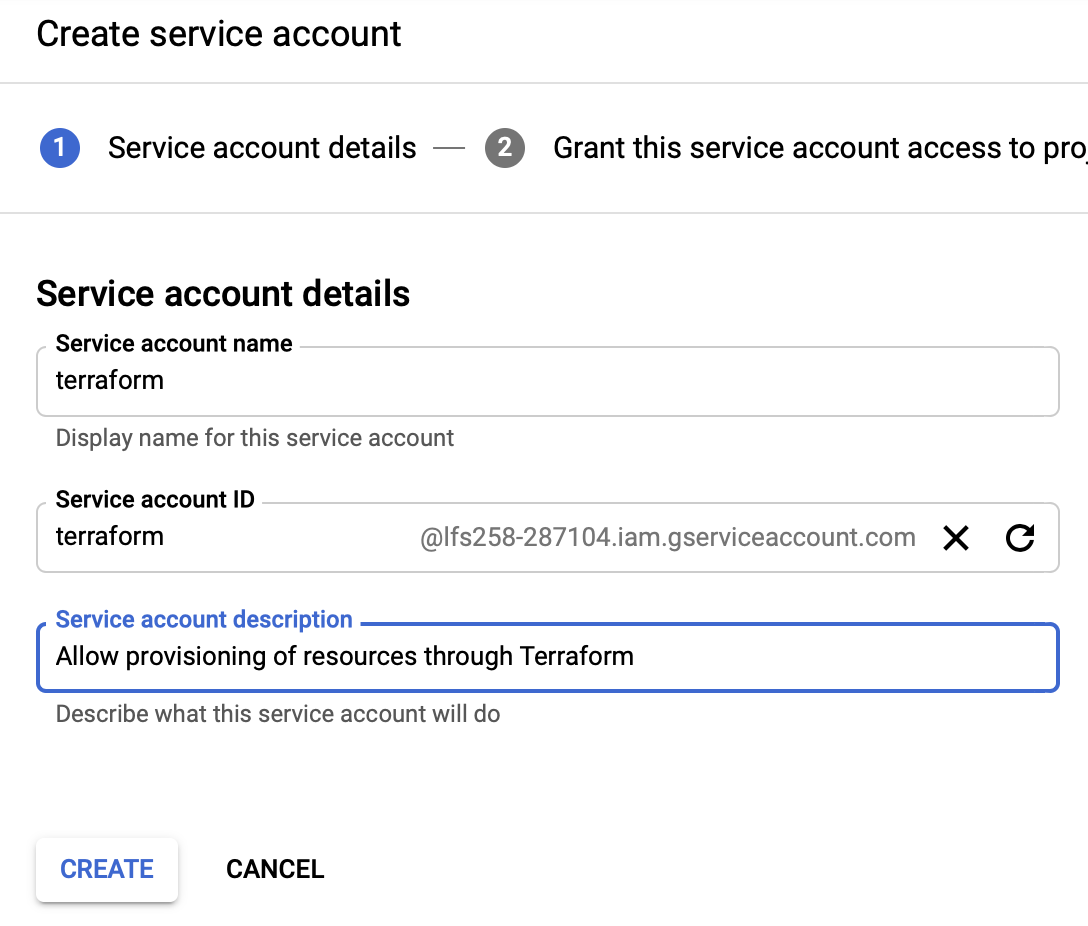 Create service account
1 Service account details — 2 Grant this service account access to pro
Service account details
Service account name
terraform
Display name for this service account
Service account ID
terraform @lfs258-287104.iam.gserviceaccount.com
Service account description
Allow provisioning of resources through Terraform
Describe what this service account will do
CREATE CANCEL